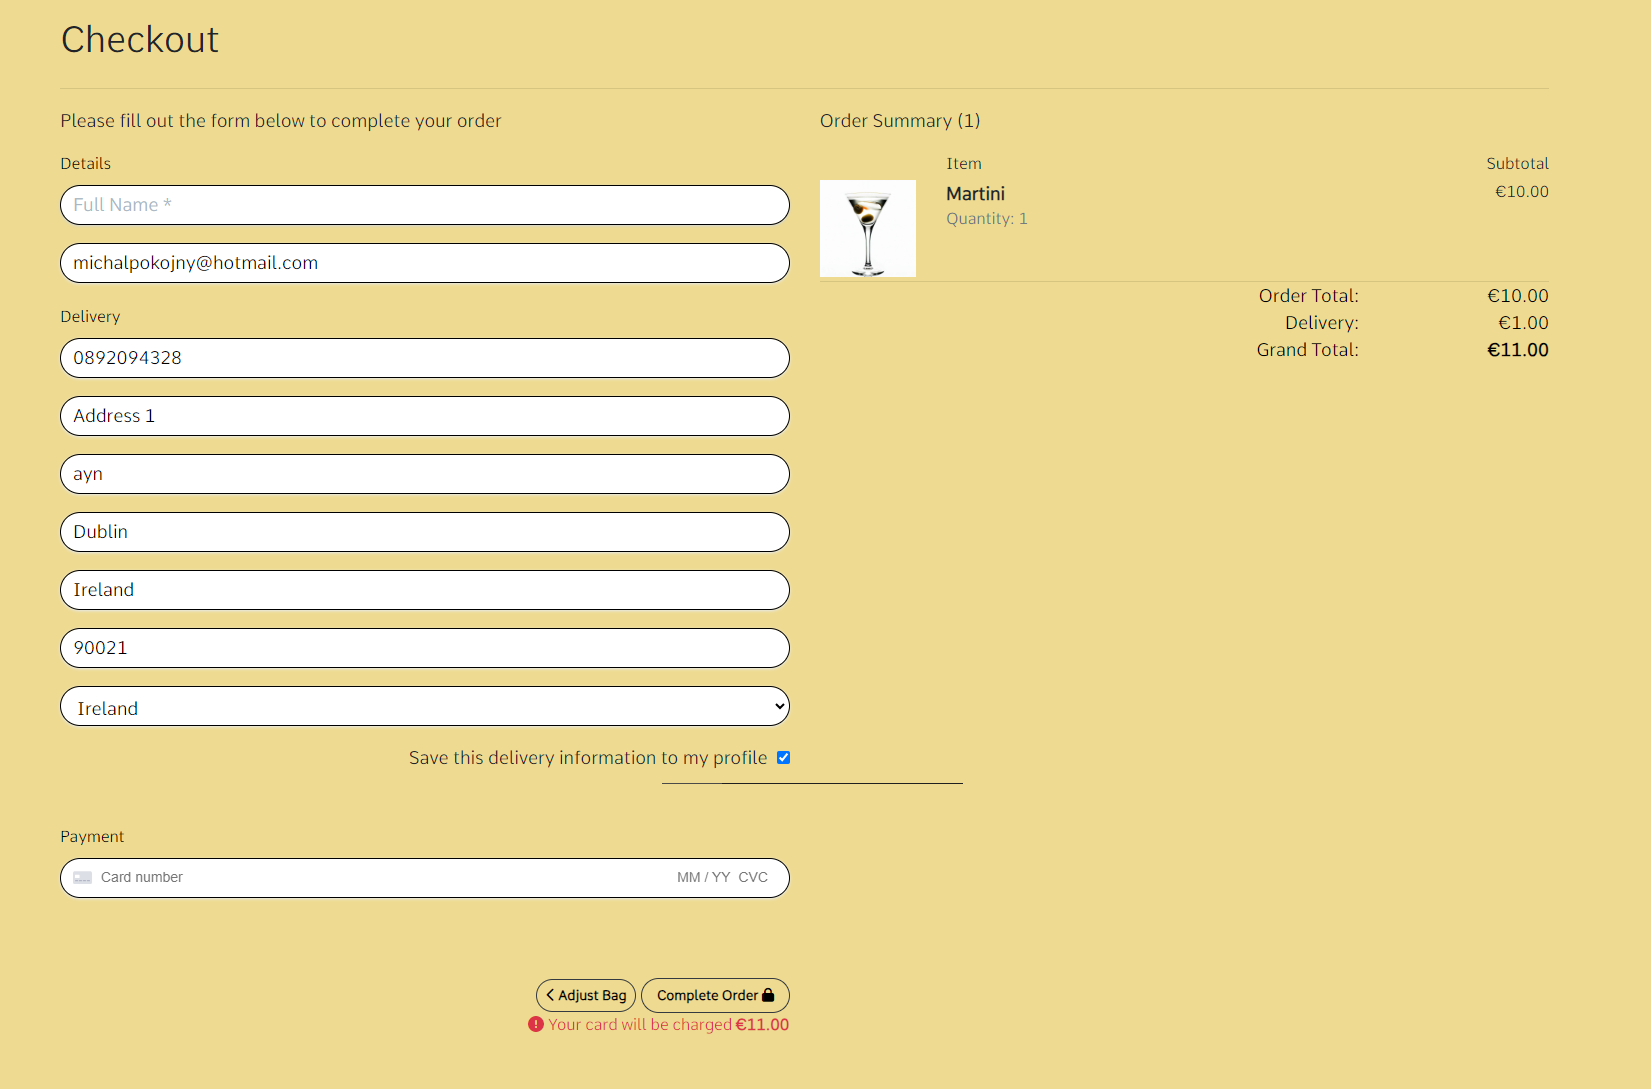 Checkout
Please fill out the form below to complete your order
Details
Full Name *
michalpokojny@hotmail.com
Delivery
0892094328
Address 1
ayn
Dublin
Ireland
90021
Ireland
Save this delivery information to my profile
Payment
Card number MM / YY CVC
Adjust Bag Complete Order
Your card will be charged €11.00
Order Summary (1)
Item Subtotal
Martini €10.00
Quantity: 1
Order Total: €10.00
Delivery: €1.00
Grand Total: €11.00